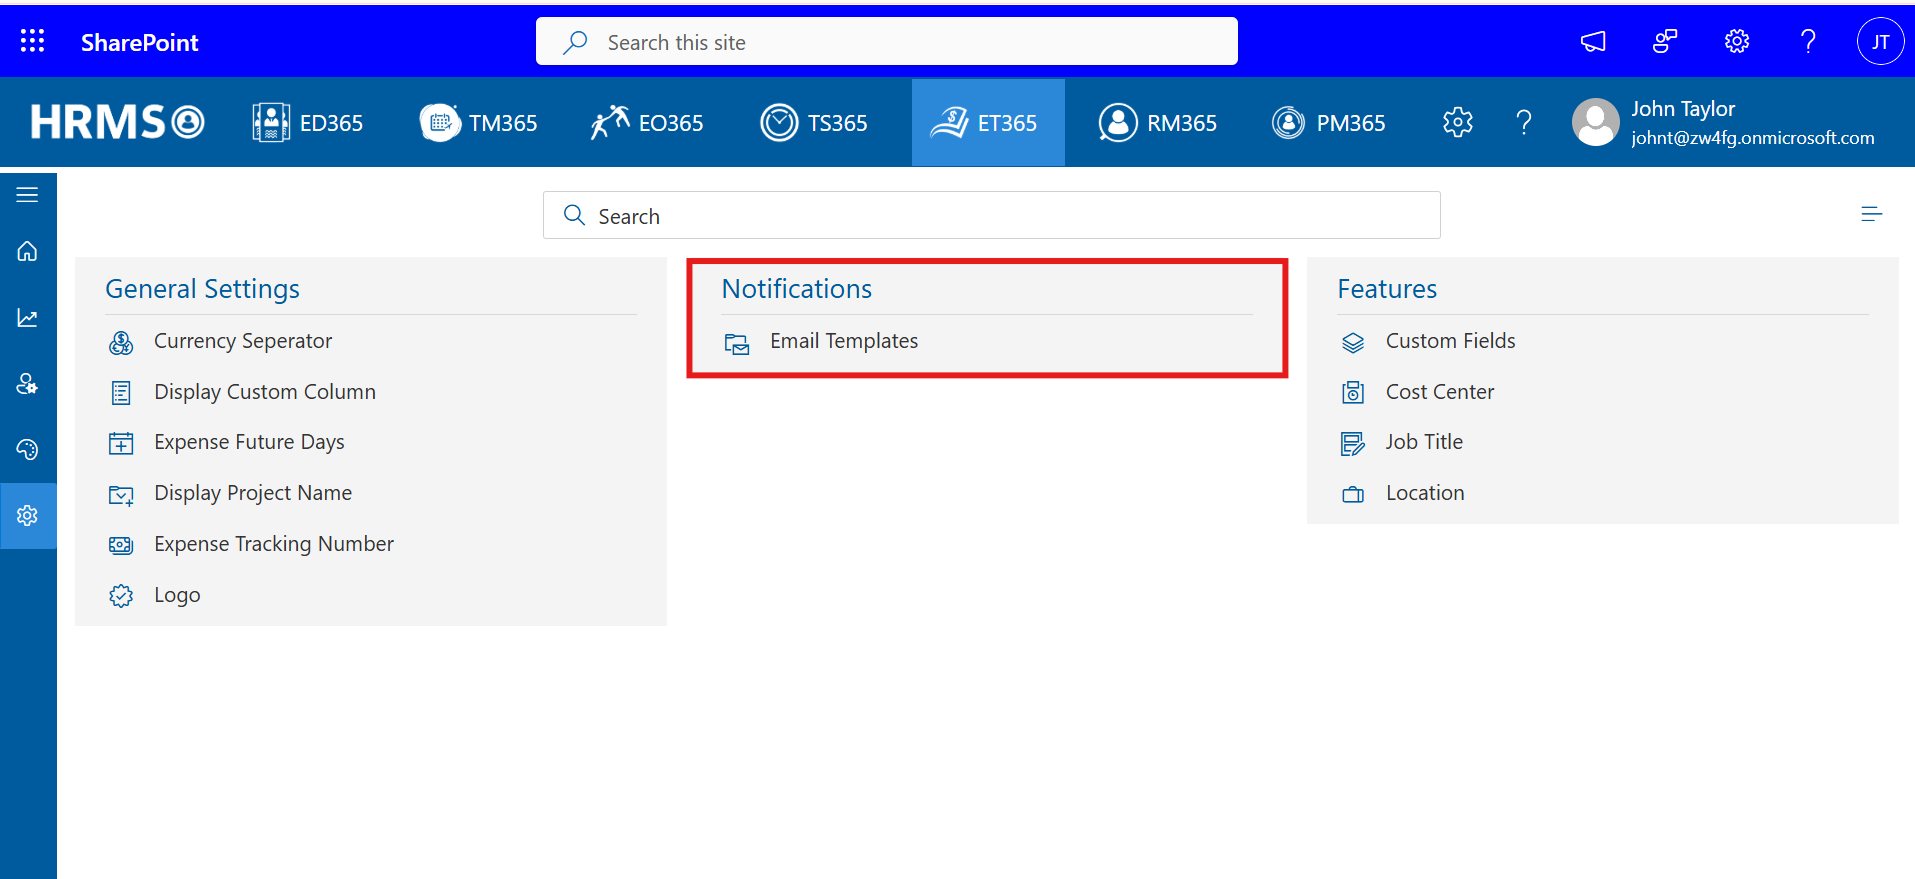 SharePoint
Search this site
JT
HRMS
ED365
TM365
EO365
TS365
ET365
RM365
PM365
John Taylor
johnt@zw4fg.onmicrosoft.com
Search
General Settings
Currency Seperator
Display Custom Column
Expense Future Days
Display Project Name
Expense Tracking Number
Logo
Notifications
Email Templates
Features
Custom Fields
Cost Center
Job Title
Location